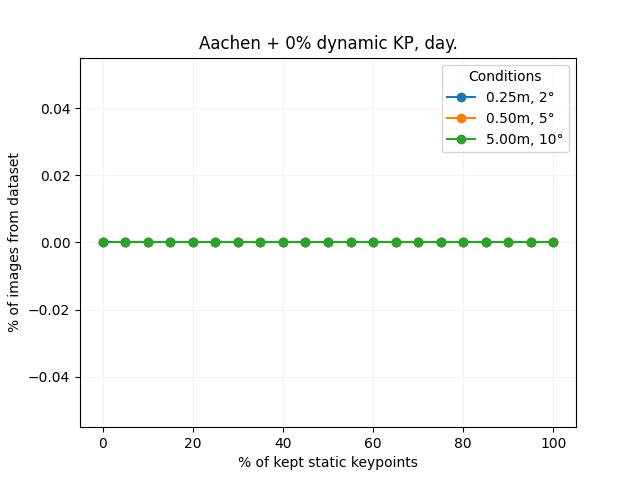 Aachen + 0% dynamic KP, day.
Conditions
0.25m, 2°
0.50m, 5°
5.00m, 10°
% of images from dataset
0.04
0.02
0.00
−0.02
−0.04
0 20 40 60 80 100
% of kept static keypoints